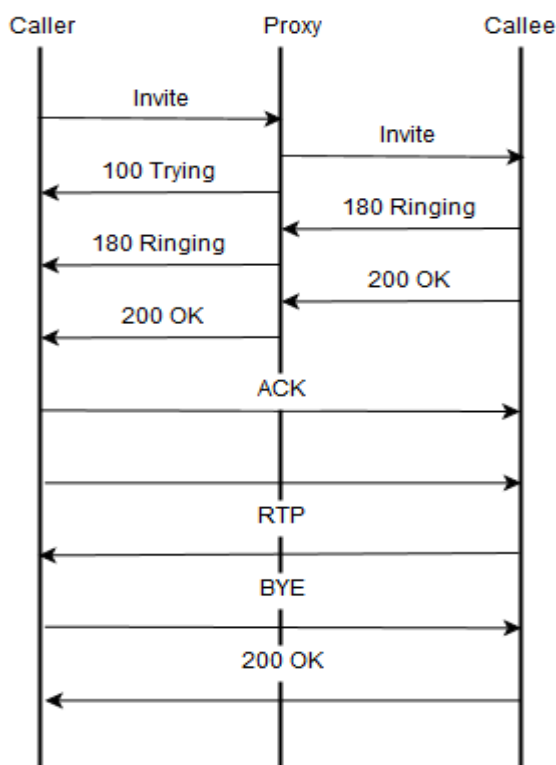 Caller Proxy Callee
Invite
Invite
100 Trying
180 Ringing
180 Ringing
200 OK
200 OK
ACK
RTP
BYE
200 OK